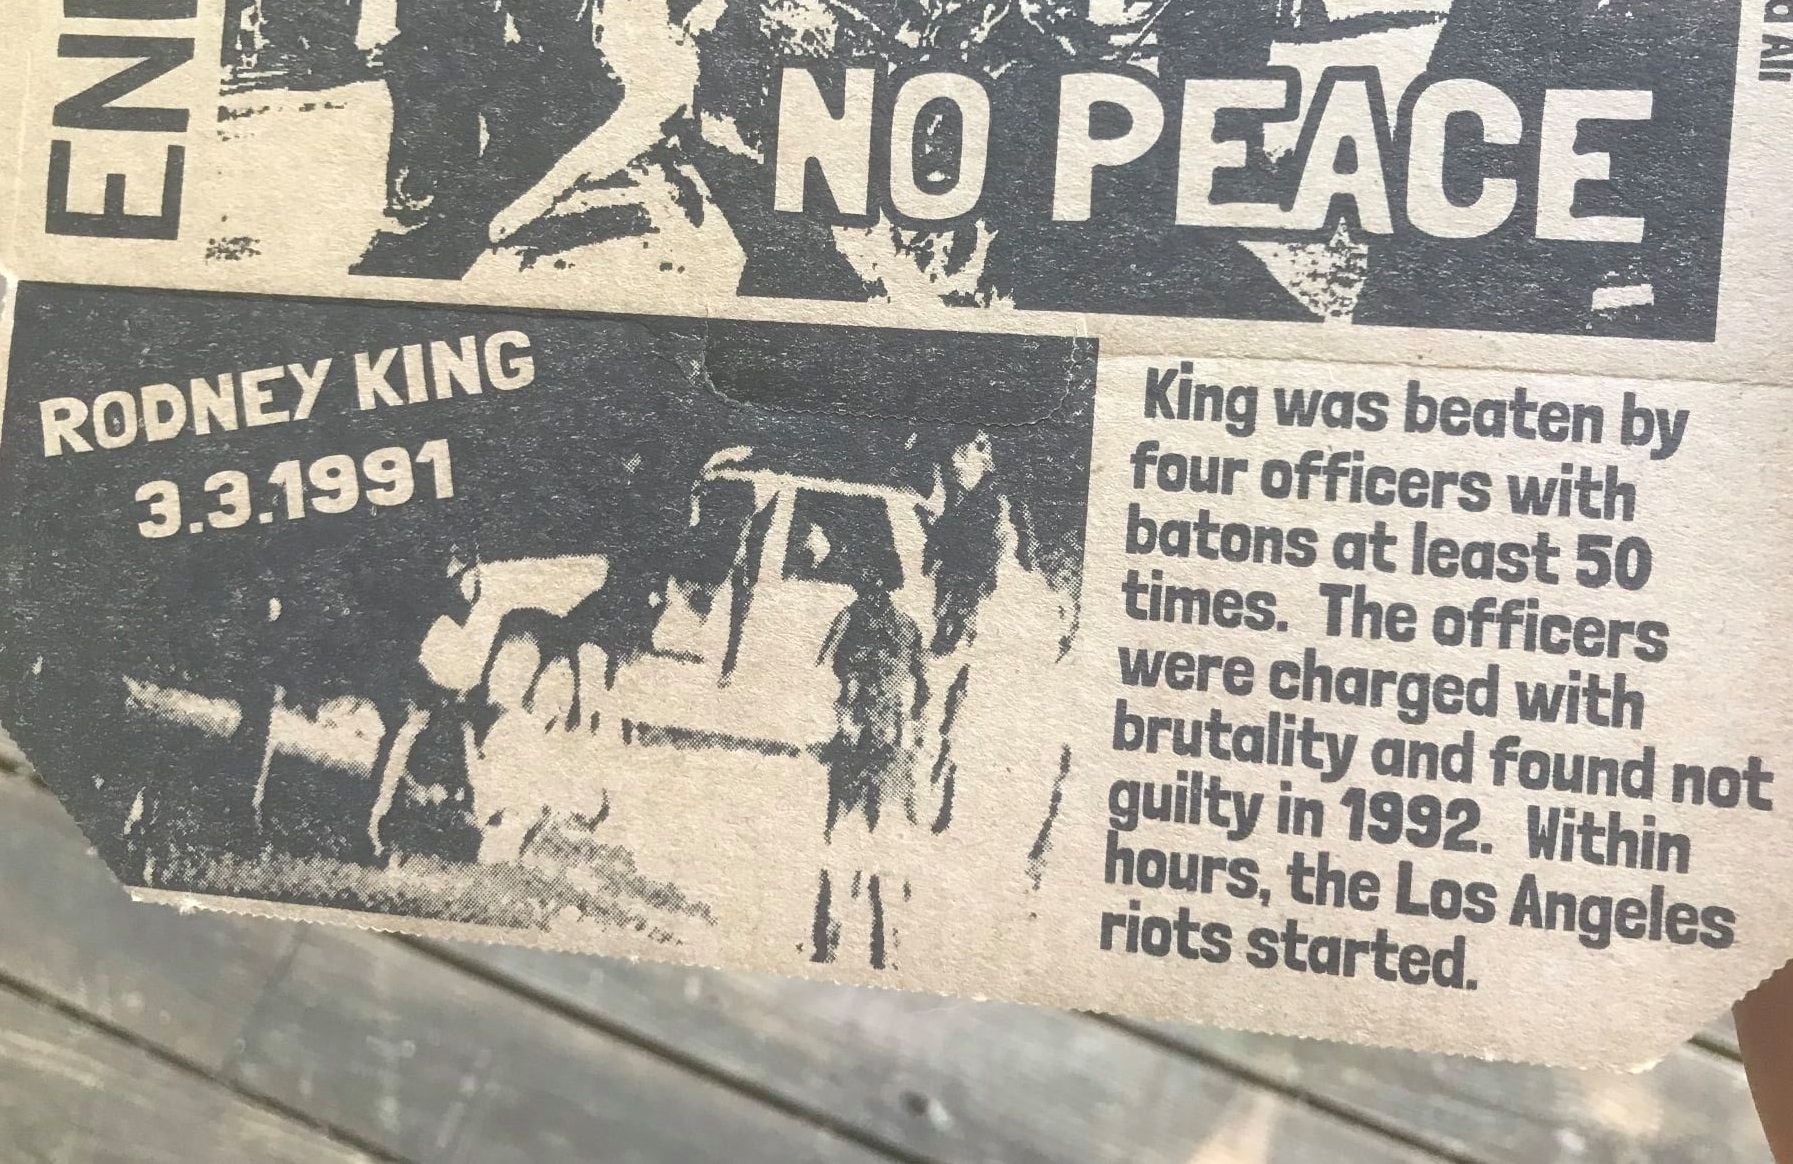 NO PEACE
RODNEY KING
3.3.1991
King was beaten by
four officers with
batons at least 50
times. The officers
were charged with
brutality and found not
guilty in 1992. Within
hours, the Los Angeles
riots started.